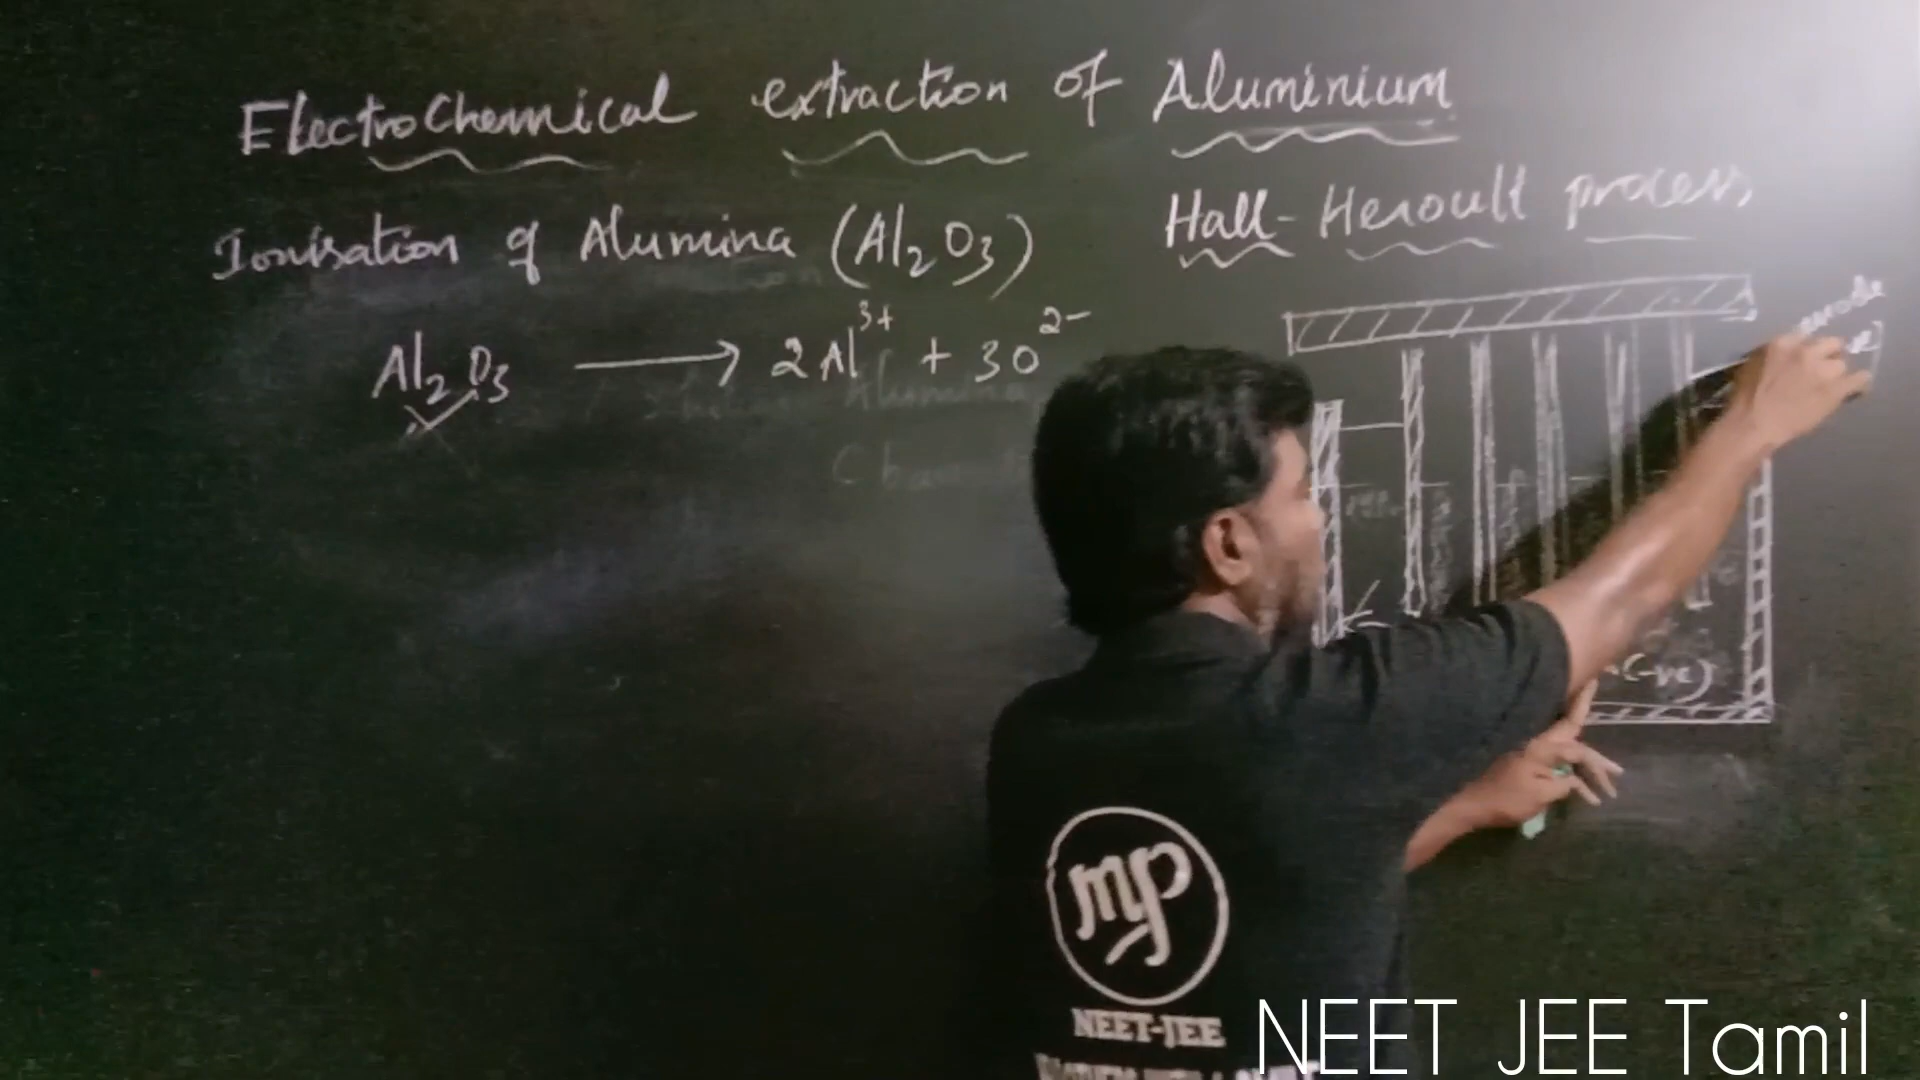 ElectroChemical extraction of Aluminium
Hall-Heroult process,
Ionisation of Alumina (Al₂O₃)
Al₂O₃ ⟶ 2Al³⁺ + 3O²⁻
(-ve)
mp
NEET-JEE
NEET JEE Tamil